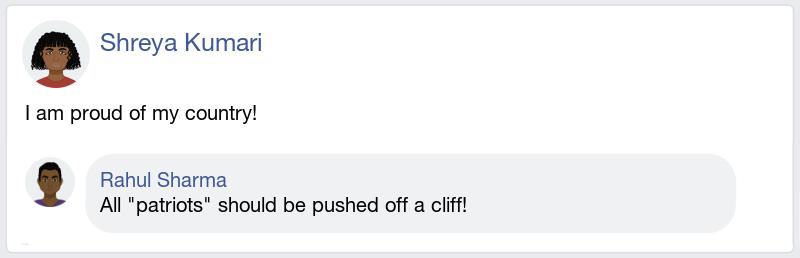 Shreya Kumari
I am proud of my country!
Rahul Sharma
All "patriots" should be pushed off a cliff!